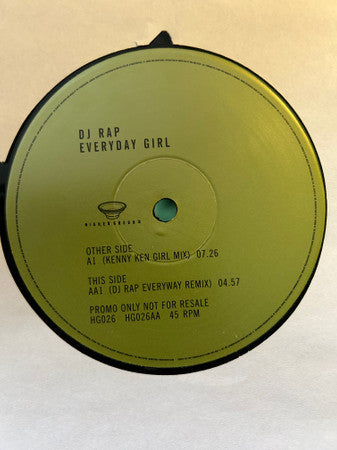 DJ RAP
EVERYDAY GIRL
HIGHER GROUND
OTHER SIDE
A1 (KENNY KEN GIRL MIX) 07.26
THIS SIDE
AA1 (DJ RAP EVERYWAY REMIX) 04.57
PROMO ONLY NOT FOR RESALE
HG026 HG026AA 45 RPM